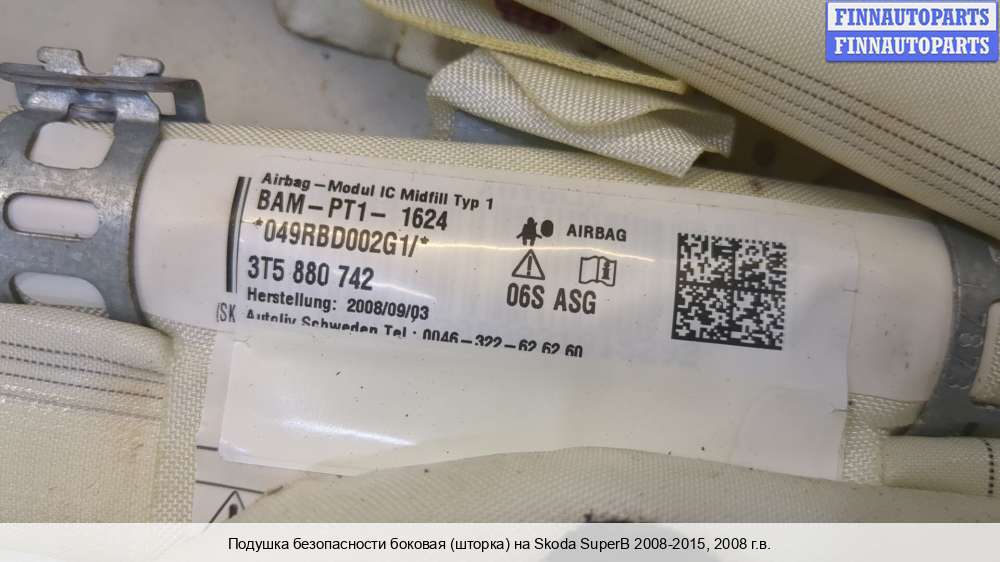 FINNAUTOPARTS
FINNAUTOPARTS
Airbag-Modul IC Midfill Typ 1
BAM-PT1- 1624
*049RBD002G1/*
AIRBAG
3T5 880 742
06S ASG
Herstellung: 2008/09/03
(SK Autoliv Schweden Tel.: 0046-322-62 62 60
Подушка безопасности боковая (шторка) на Skoda SuperB 2008-2015, 2008 г.в.